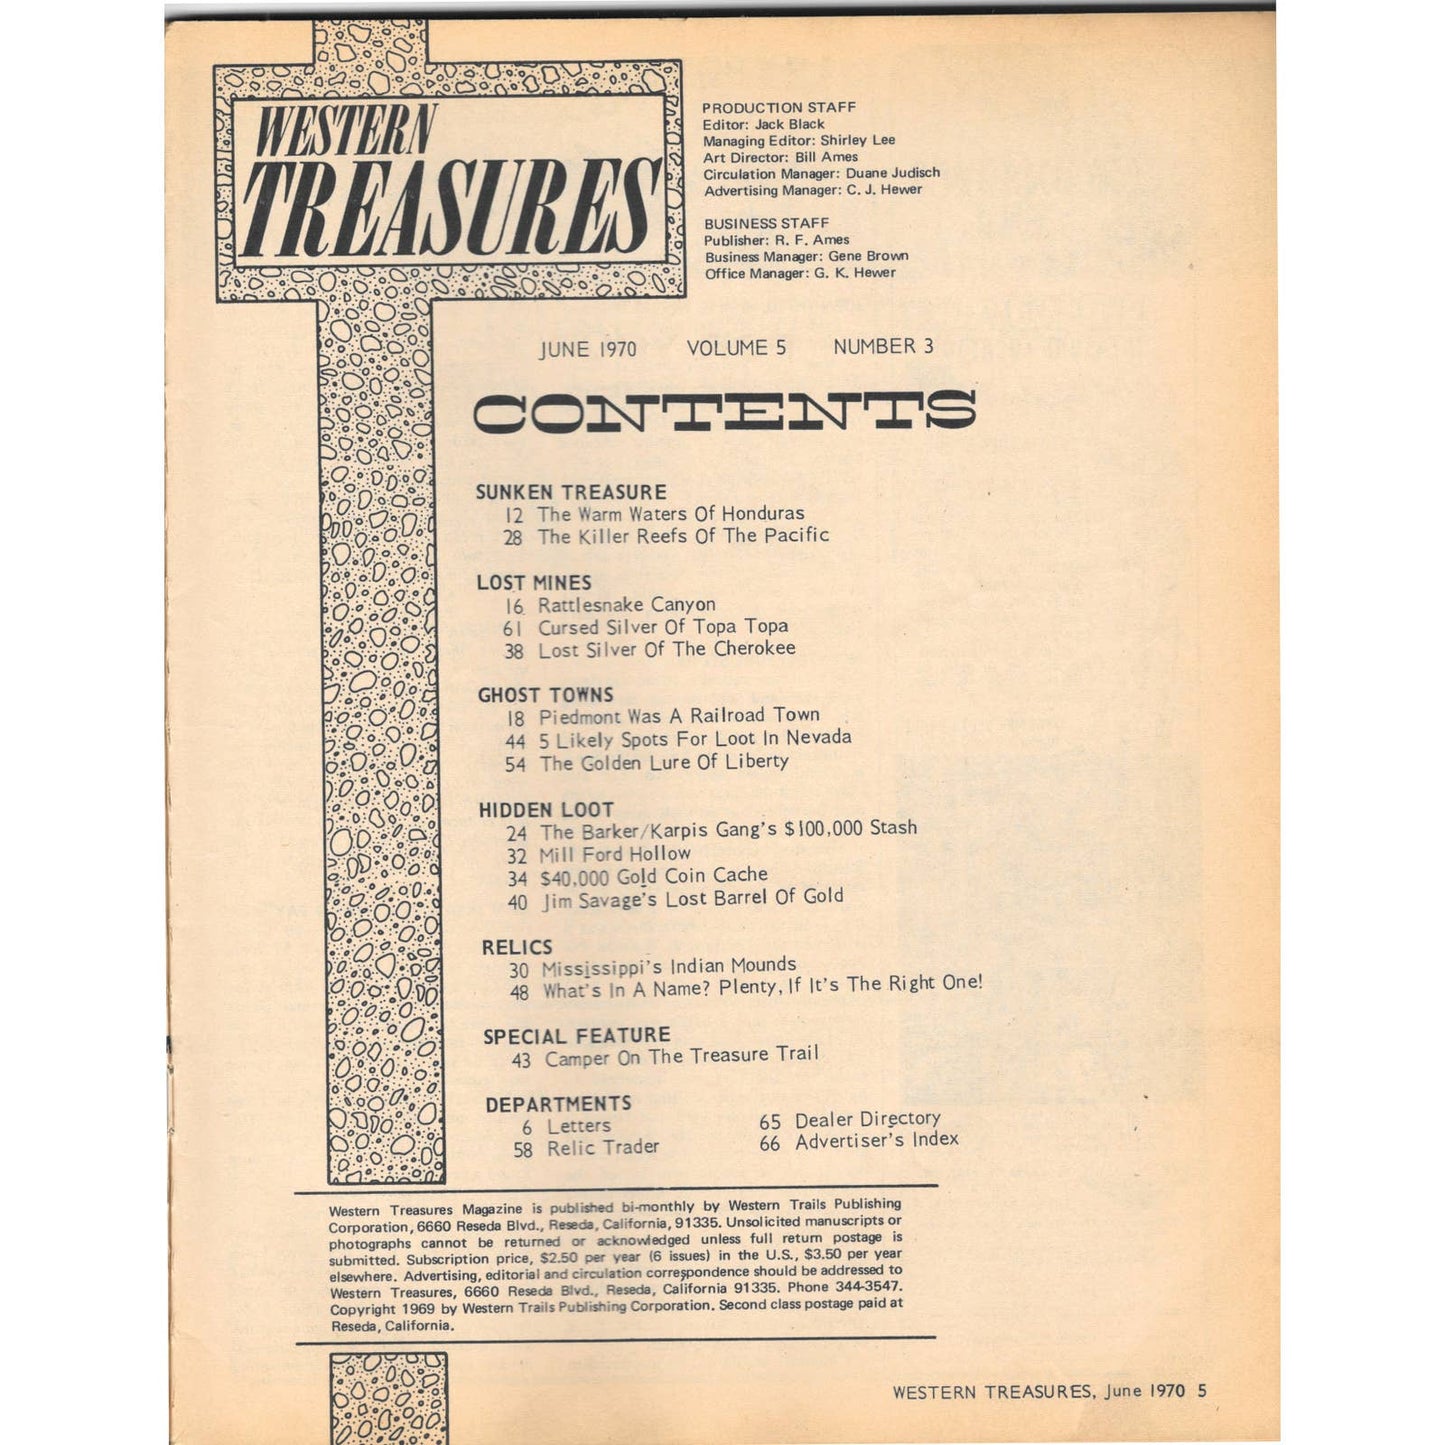 WESTERN
TREASURES
PRODUCTION STAFF
Editor: Jack Black
Managing Editor: Shirley Lee
Art Director: Bill Ames
Circulation Manager: Duane Judisch
Advertising Manager: C. J. Hewer
BUSINESS STAFF
Publisher: R. F. Ames
Business Manager: Gene Brown
Office Manager: G. K. Hewer
JUNE 1970 VOLUME 5 NUMBER 3
CONTENTS
SUNKEN TREASURE
12 The Warm Waters Of Honduras
28 The Killer Reefs Of The Pacific
LOST MINES
16 Rattlesnake Canyon
61 Cursed Silver Of Topa Topa
38 Lost Silver Of The Cherokee
GHOST TOWNS
18 Piedmont Was A Railroad Town
44 5 Likely Spots For Loot In Nevada
54 The Golden Lure Of Liberty
HIDDEN LOOT
24 The Barker/Karpis Gang's $100,000 Stash
32 Mill Ford Hollow
34 $40,000 Gold Coin Cache
40 Jim Savage's Lost Barrel Of Gold
RELICS
30 Mississippi's Indian Mounds
48 What's In A Name? Plenty, If It's The Right One!
SPECIAL FEATURE
43 Camper On The Treasure Trail
DEPARTMENTS
6 Letters
58 Relic Trader
65 Dealer Directory
66 Advertiser's Index
Western Treasures Magazine is published bi-monthly by Western Trails Publishing
Corporation, 6660 Reseda Blvd., Reseda, California, 91335. Unsolicited manuscripts or
photographs cannot be returned or acknowledged unless full return postage is
submitted. Subscription price, $2.50 per year (6 issues) in the U.S., $3.50 per year
elsewhere. Advertising, editorial and circulation correspondence should be addressed to
Western Treasures, 6660 Reseda Blvd., Reseda, California 91335. Phone 344-3547.
Copyright 1969 by Western Trails Publishing Corporation. Second class postage paid at
Reseda, California.
WESTERN TREASURES, June 1970 5